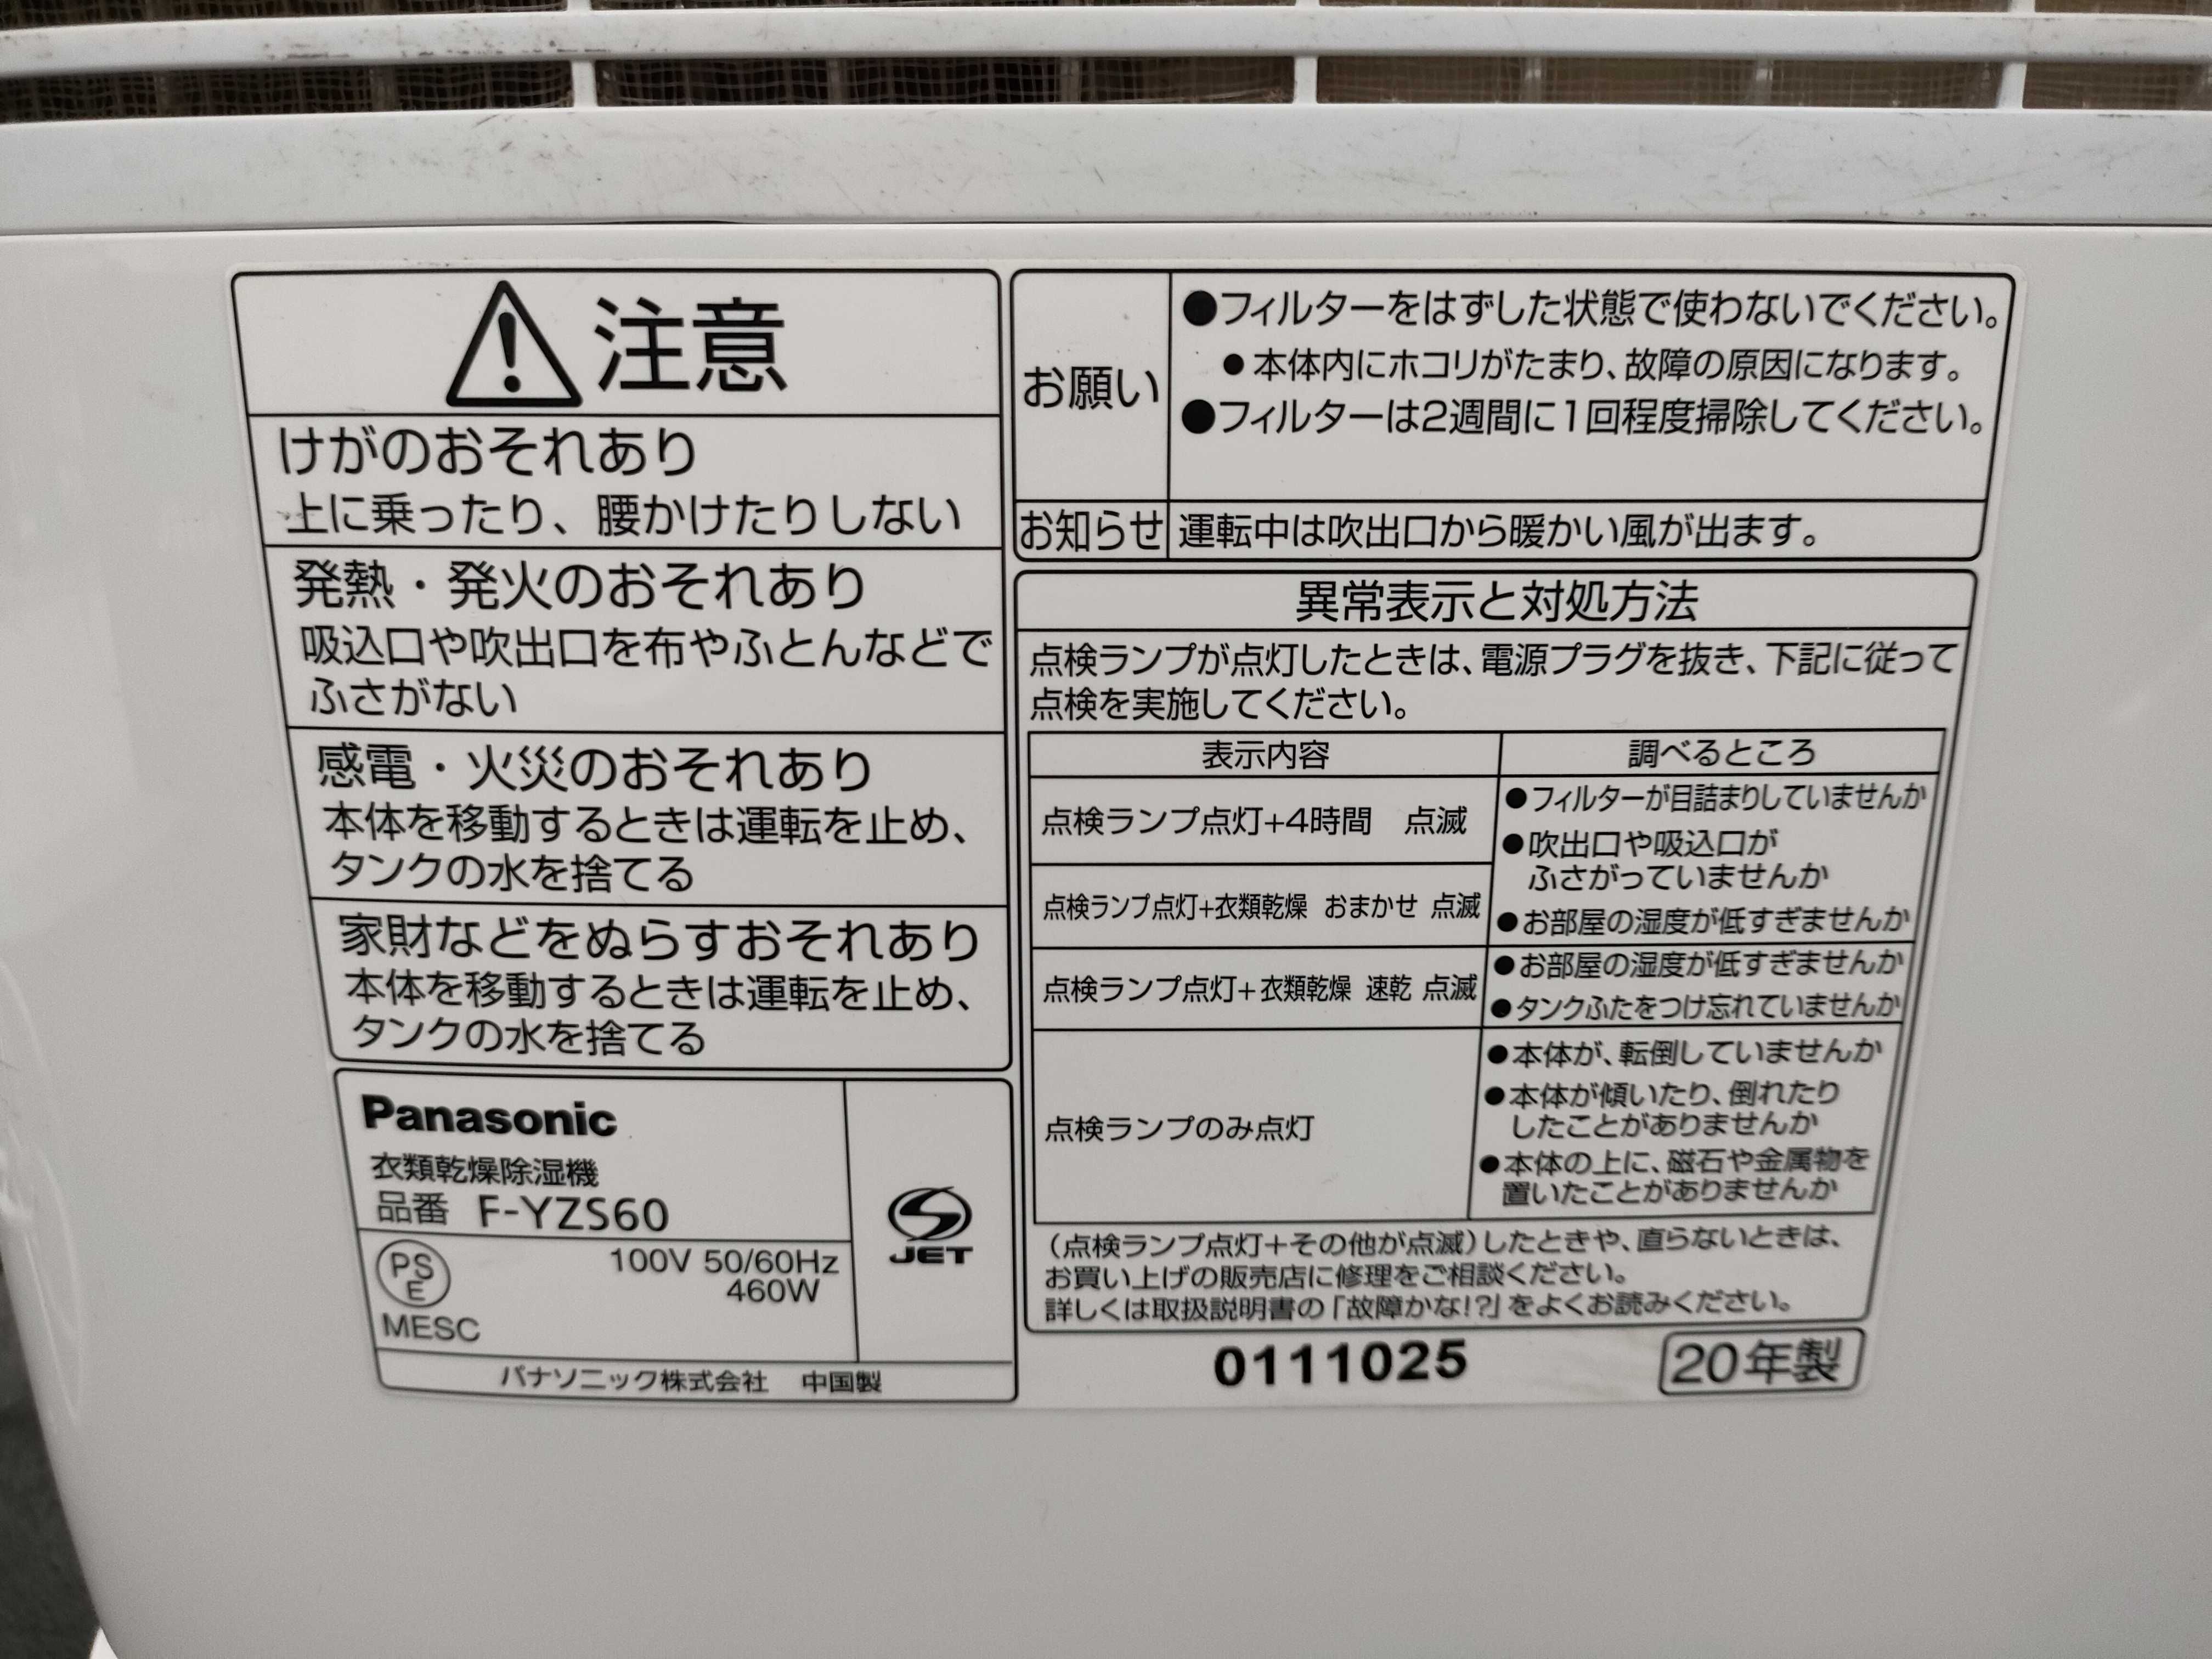 注意
けがのおそれあり
上に乗ったり、腰かけたりしない
発熱・発火のおそれあり
吸込口や吹出口を布やふとんなどで
ふさがない
感電・火災のおそれあり
本体を移動するときは運転を止め、
タンクの水を捨てる
家財などをぬらすおそれあり
本体を移動するときは運転を止め、
タンクの水を捨てる
Panasonic
衣類乾燥除湿機
品番 F-YZS60
PS
E
100V 50/60Hz
460W
MESC
JET
パナソニック株式会社 中国製
お願い
●フィルターをはずした状態で使わないでください。
●本体内にホコリがたまり、故障の原因になります。
●フィルターは2週間に1回程度掃除してください。
お知らせ 運転中は吹出口から暖かい風が出ます。
異常表示と対処方法
点検ランプが点灯したときは、電源プラグを抜き、下記に従って
点検を実施してください。
表示内容 調べるところ
点検ランプ点灯+4時間 点滅
点検ランプ点灯+衣類乾燥 おまかせ 点滅
●フィルターが目詰まりしていませんか
●吹出口や吸込口が
ふさがっていませんか
●お部屋の湿度が低すぎませんか
点検ランプ点灯+衣類乾燥 速乾 点滅
●お部屋の湿度が低すぎませんか
●タンクふたをつけ忘れていませんか
点検ランプのみ点灯
●本体が、転倒していませんか
●本体が傾いたり、倒れたり
したことがありませんか
●本体の上に、磁石や金属物を
置いたことがありませんか
(点検ランプ点灯+その他が点滅)したときや、直らないときは、
お買い上げの販売店に修理をご相談ください。
詳しくは取扱説明書の「故障かな!?」をよくお読みください。
0111025
20年製